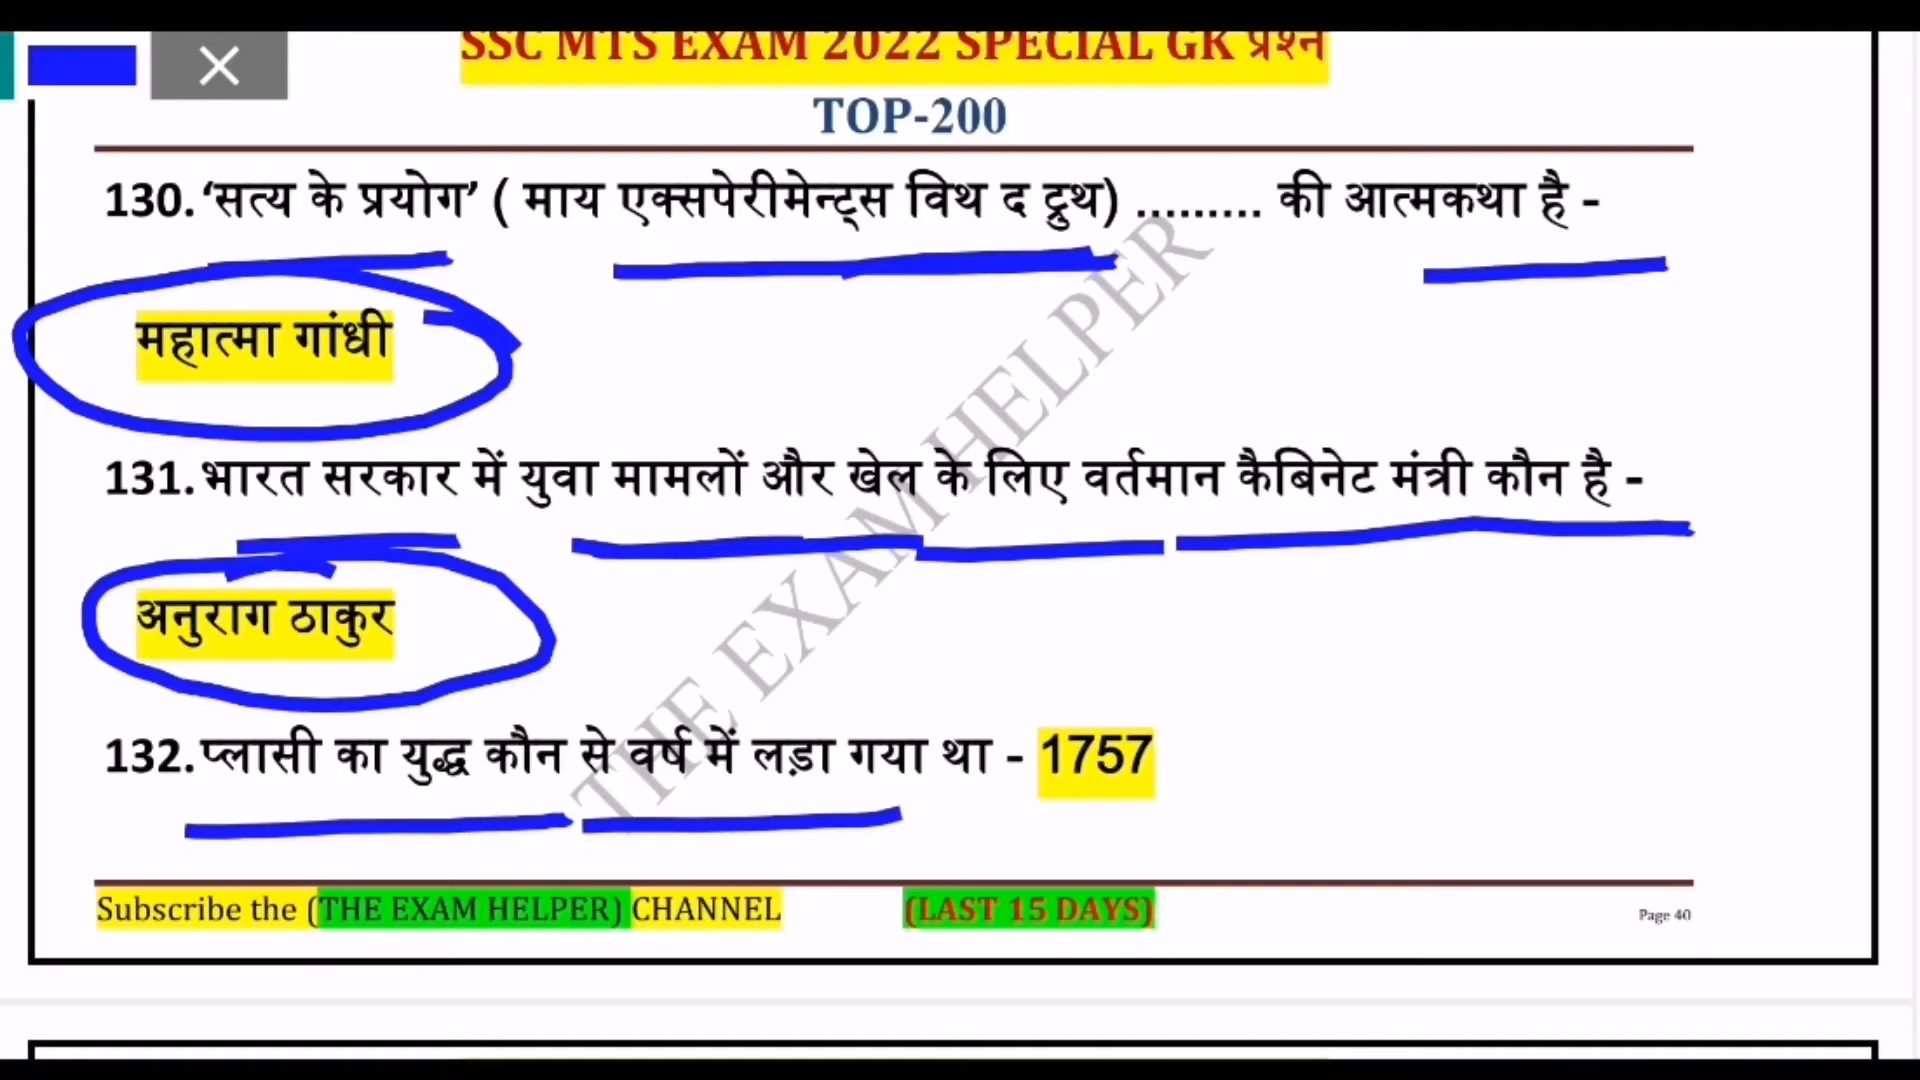 SSC MTS EXAM 2022 SPECIAL GK प्रश्न
TOP-200
130. ‘सत्य के प्रयोग’ ( माय एक्सपेरीमेन्ट्स विथ द ट्रुथ) ......... की आत्मकथा है -
महात्मा गांधी
131. भारत सरकार में युवा मामलों और खेल के लिए वर्तमान कैबिनेट मंत्री कौन है -
अनुराग ठाकुर
132. प्लासी का युद्ध कौन से वर्ष में लड़ा गया था - 1757
THE EXAM HELPER
Subscribe the (THE EXAM HELPER) CHANNEL (LAST 15 DAYS) Page 40